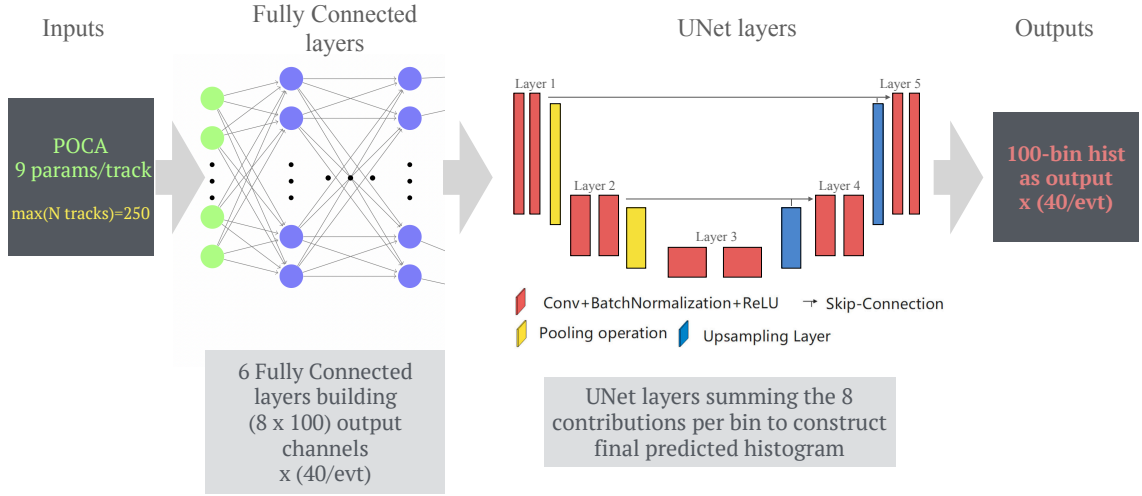 Inputs
Fully Connected
layers
UNet layers
Outputs
POCA
9 params/track
max(N tracks)=250
Layer 1
Layer 5
Layer 2
Layer 4
Layer 3
100-bin hist
as output
x (40/evt)
Conv+BatchNormalization+ReLU
Skip-Connection
Pooling operation
Upsampling Layer
6 Fully Connected
layers building
(8 x 100) output
channels
x (40/evt)
UNet layers summing the 8
contributions per bin to construct
final predicted histogram